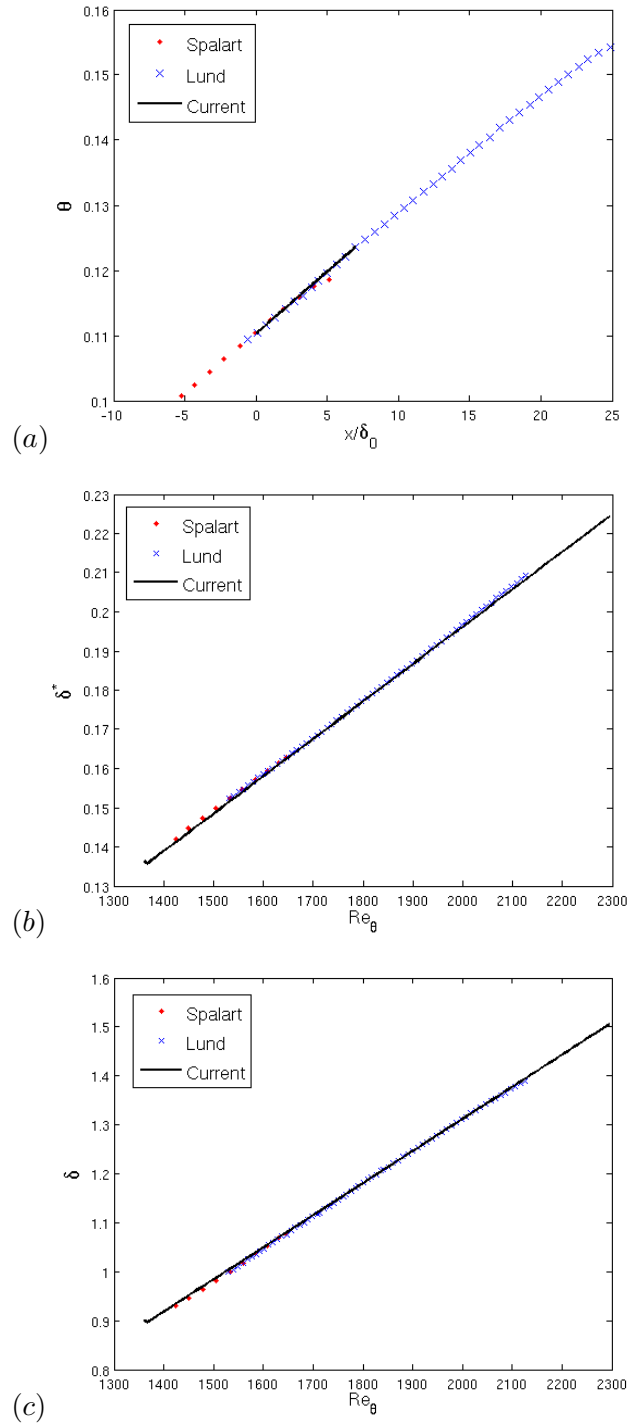 0.16
0.15
0.14
0.13
0.12
0.11
0.1
θ
Spalart
Lund
Current
-10 -5 0 5 10 15 20 25
x/δ0
(a)
0.23
0.22
0.21
0.2
0.19
0.18
0.17
0.16
0.15
0.14
0.13
δ*
Spalart
Lund
Current
1300 1400 1500 1600 1700 1800 1900 2000 2100 2200 2300
Reθ
(b)
1.6
1.5
1.4
1.3
1.2
1.1
1
0.9
0.8
δ
Spalart
Lund
Current
1300 1400 1500 1600 1700 1800 1900 2000 2100 2200 2300
Reθ
(c)